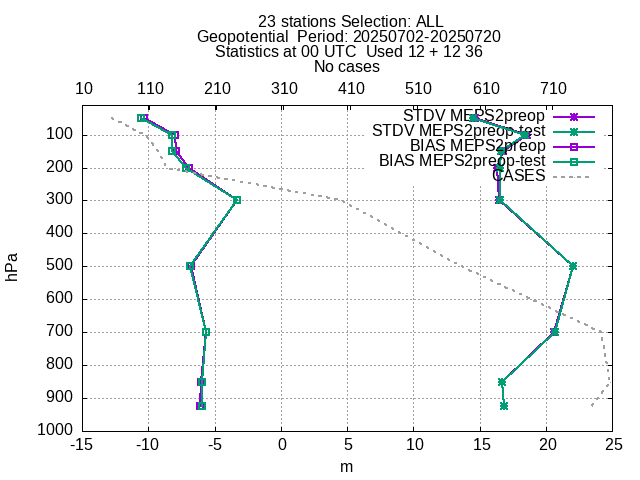 23 stations Selection: ALL
Geopotential  Period: 20250702-20250720
Statistics at 00 UTC  Used 12 + 12 36
No cases
10 110 210 310 410 510 610 710
STDV MEPS2preop
STDV MEPS2preop-test
BIAS MEPS2preop
BIAS MEPS2preop-test
CASES
100
200
300
400
500
600
700
800
900
1000
hPa
-15 -10 -5 0 5 10 15 20 25
m